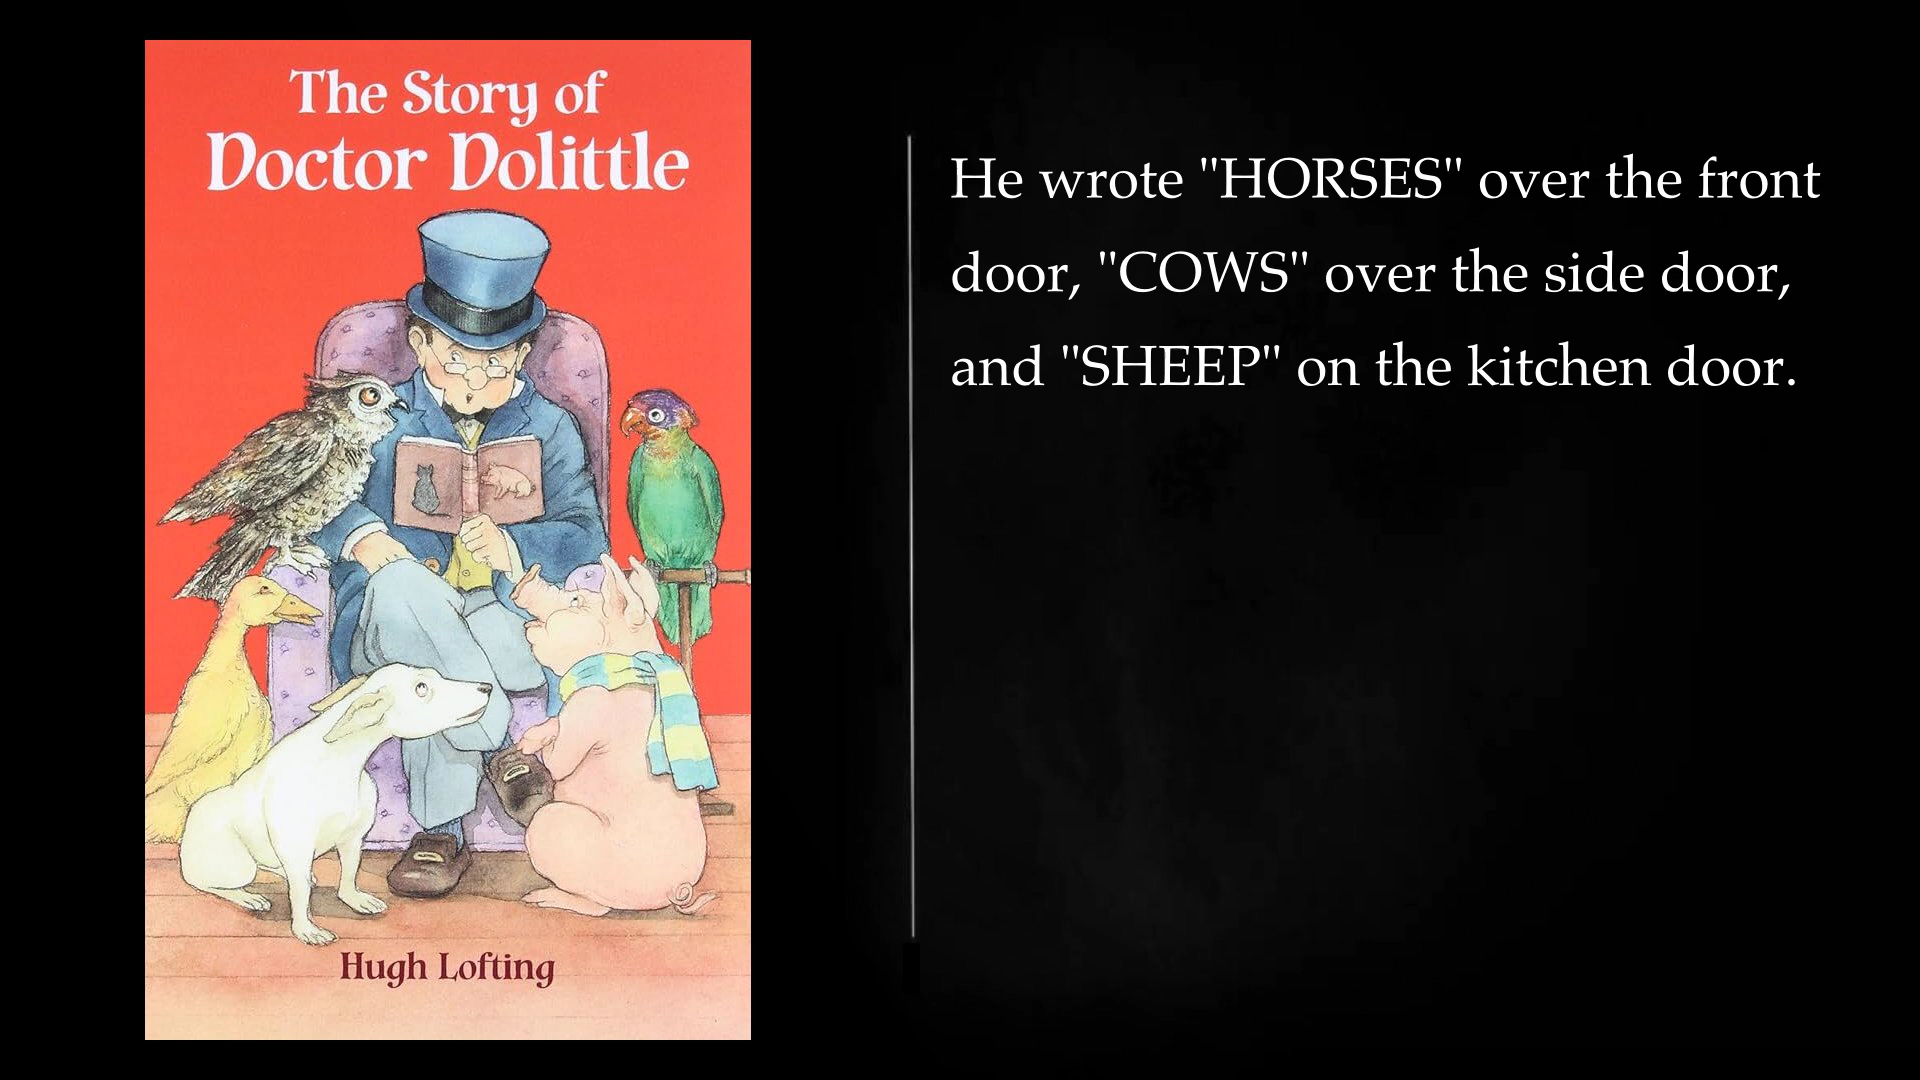 The Story of
Doctor Dolittle
Hugh Lofting
He wrote "HORSES" over the front
door, "COWS" over the side door,
and "SHEEP" on the kitchen door.